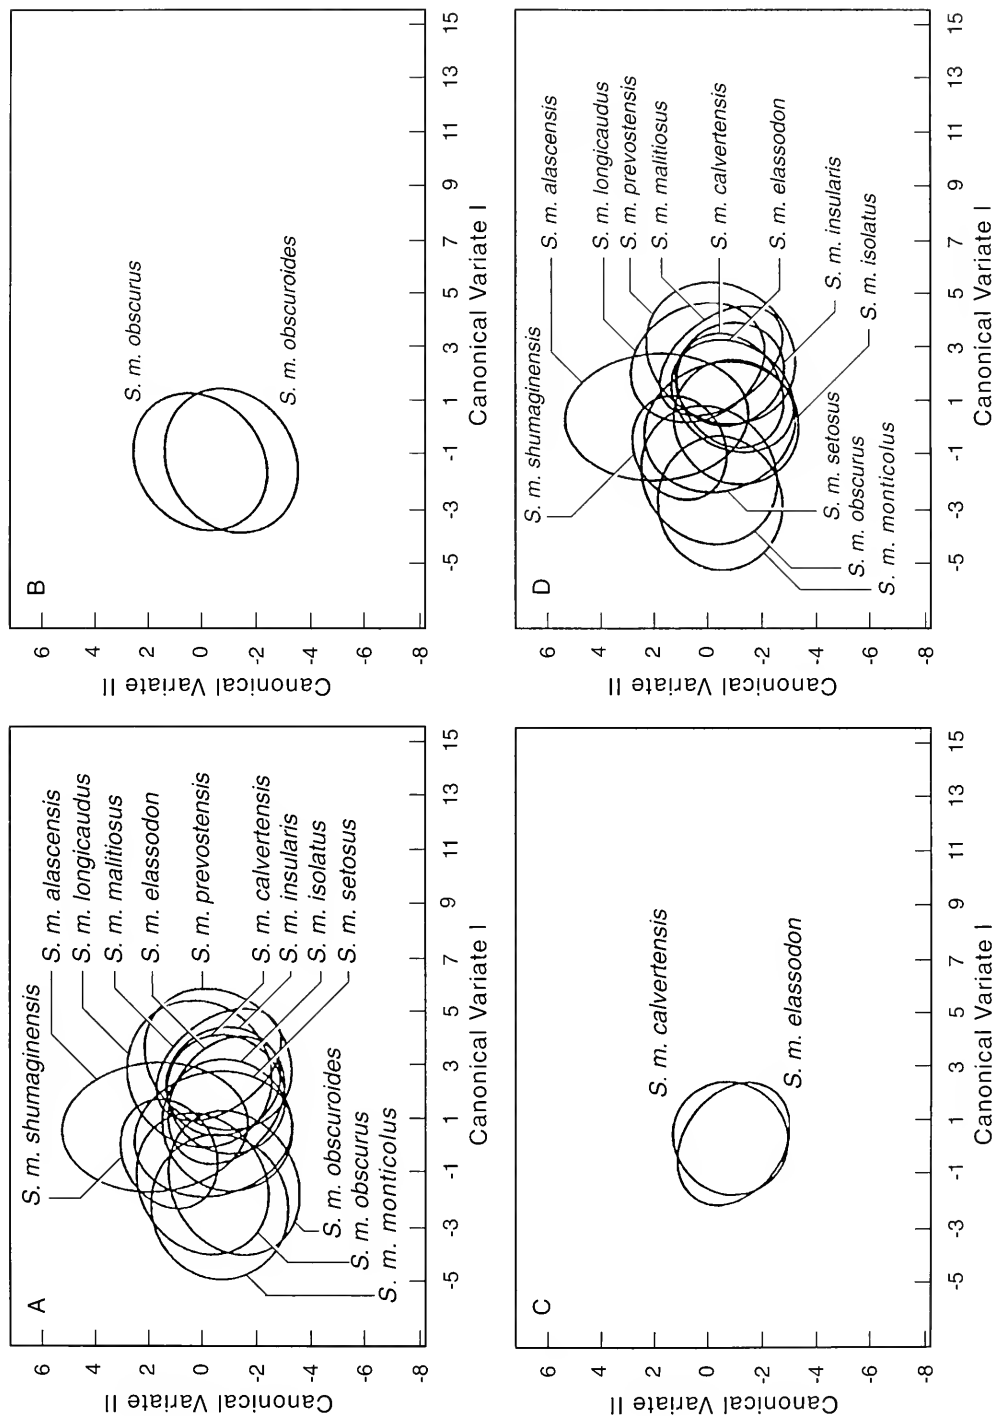 A
S. m. shumaginensis
S. m. alascensis
S. m. longicaudus
S. m. malitiosus
S. m. elassodon
S. m. prevostensis
S. m. calvertensis
S. m. insularis
S. m. isolatus
S. m. setosus
S. m. obscuroides
S. m. obscurus
S. m. monticolus
6
4
2
0
-2
-4
-6
-8
Canonical Variate II
-5 -3 -1 1 3 5 7 9 11 13 15
Canonical Variate I
B
S. m. obscurus
S. m. obscuroides
6
4
2
0
-2
-4
-6
-8
Canonical Variate II
-5 -3 -1 1 3 5 7 9 11 13 15
Canonical Variate I
C
S. m. calvertensis
S. m. elassodon
6
4
2
0
-2
-4
-6
-8
Canonical Variate II
-5 -3 -1 1 3 5 7 9 11 13 15
Canonical Variate I
D
S. m. shumaginensis
S. m. alascensis
S. m. longicaudus
S. m. prevostensis
S. m. malitiosus
S. m. calvertensis
S. m. elassodon
S. m. insularis
S. m. isolatus
S. m. setosus
S. m. obscurus
S. m. monticolus
6
4
2
0
-2
-4
-6
-8
Canonical Variate II
-5 -3 -1 1 3 5 7 9 11 13 15
Canonical Variate I